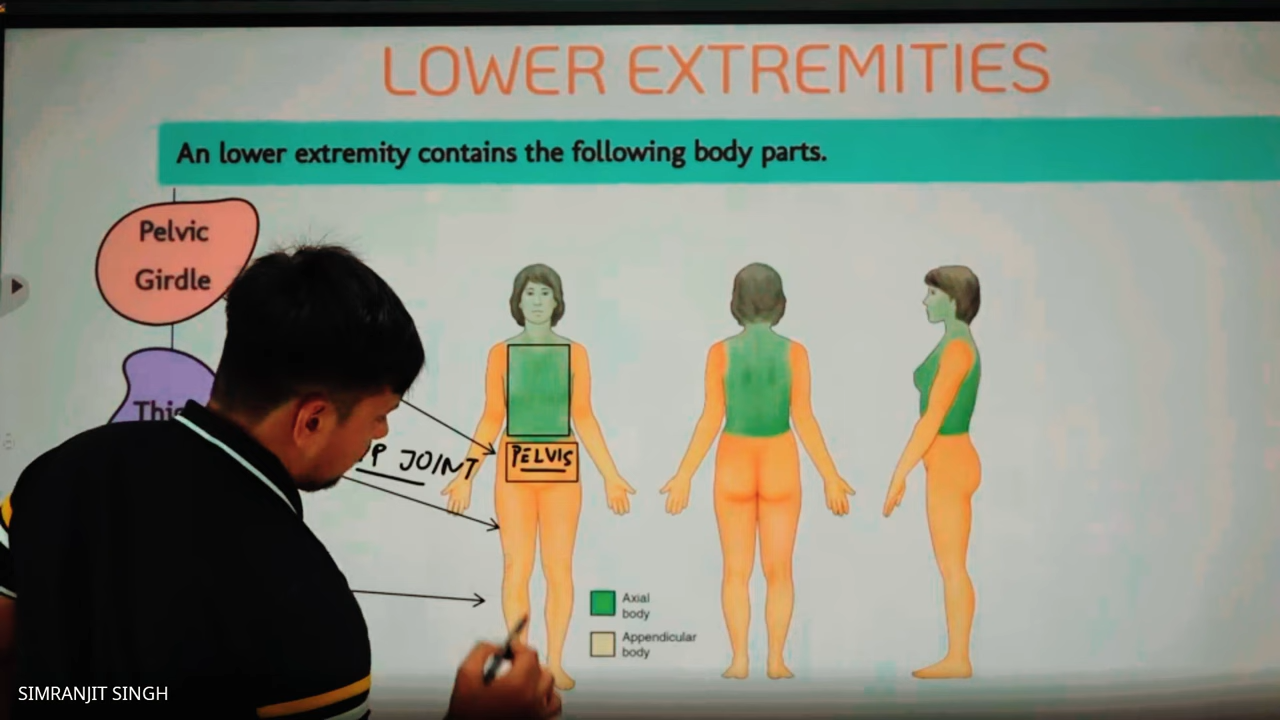 LOWER EXTREMITIES
An lower extremity contains the following body parts.
Pelvic
Girdle
JOINT
PELVIS
Axial
body
Appendicular
body
SIMRANJIT SINGH